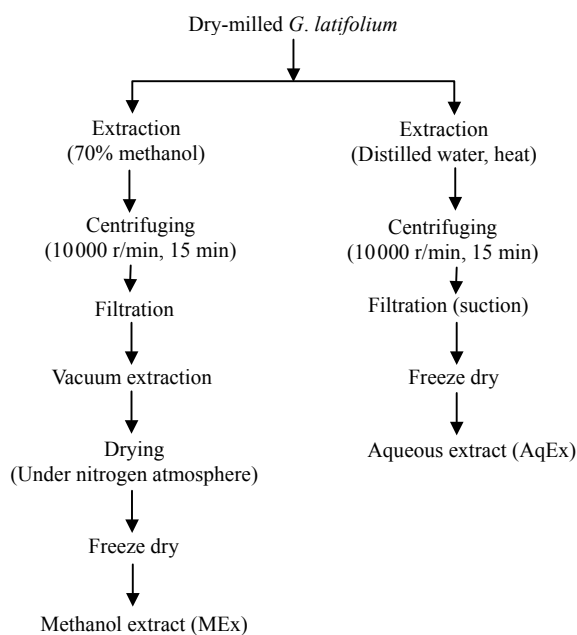 Dry-milled G. latifolium
Extraction
(70% methanol)
Centrifuging
(10000 r/min, 15 min)
Filtration
Vacuum extraction
Drying
(Under nitrogen atmosphere)
Freeze dry
Methanol extract (MEx)
Extraction
(Distilled water, heat)
Centrifuging
(10000 r/min, 15 min)
Filtration (suction)
Freeze dry
Aqueous extract (AqEx)